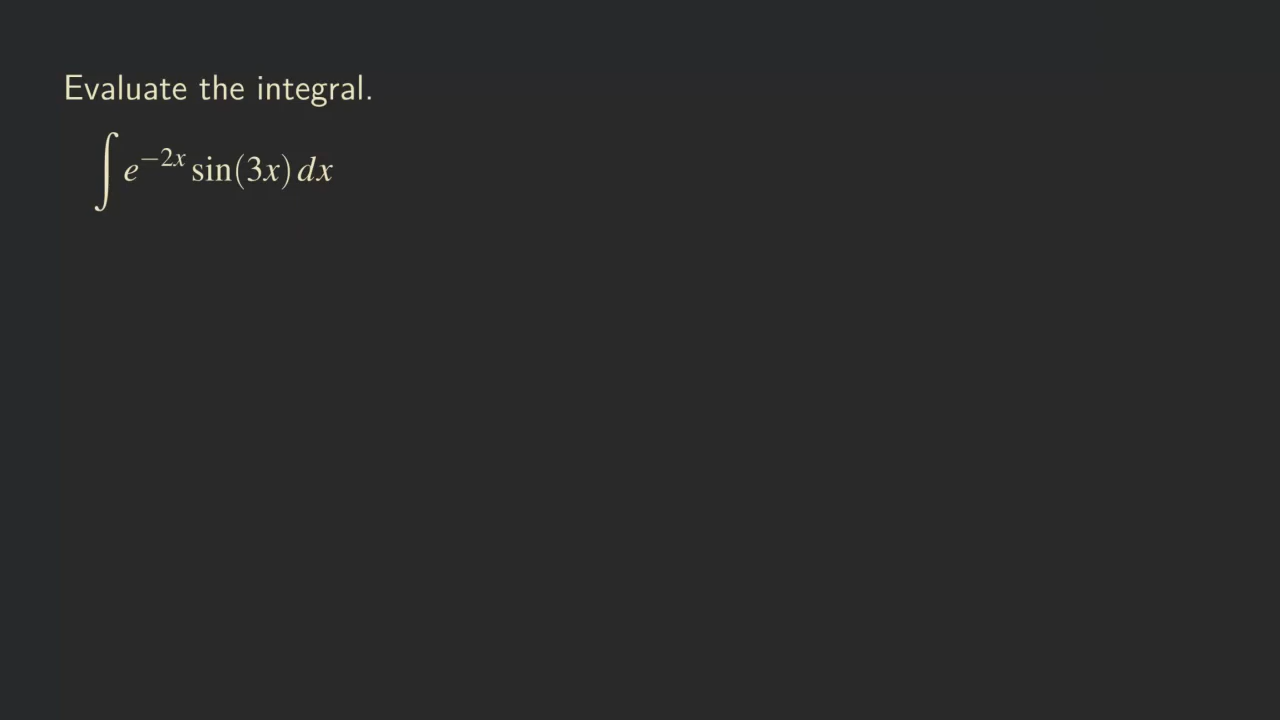 Evaluate the integral.
∫ e^{-2x} sin(3x) dx